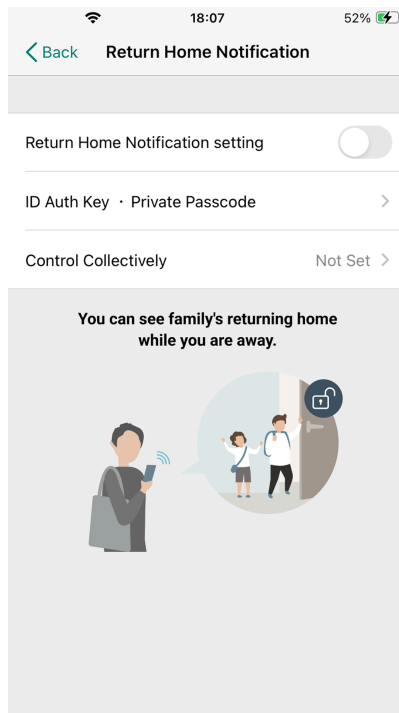 18:07
52%
Back
Return Home Notification
Return Home Notification setting
ID Auth Key ・ Private Passcode
Control Collectively
Not Set
You can see family's returning home
while you are away.